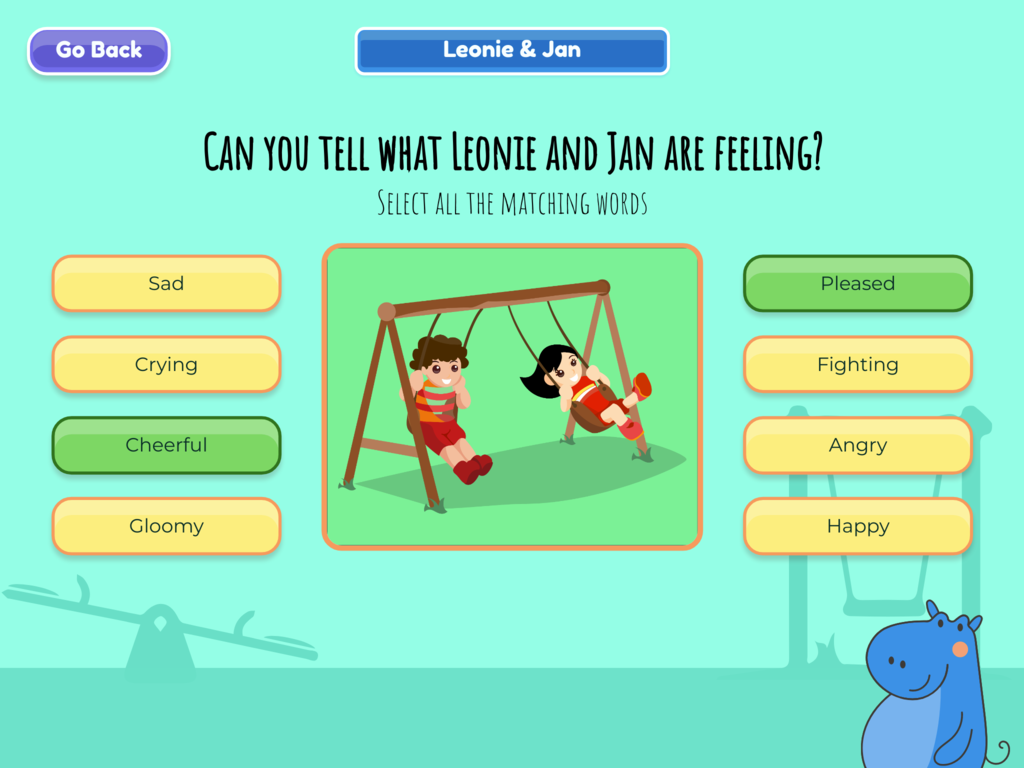 Go Back
Leonie & Jan
Can you tell what Leonie and Jan are feeling?
Select all the matching words
Sad
Crying
Cheerful
Gloomy
Pleased
Fighting
Angry
Happy